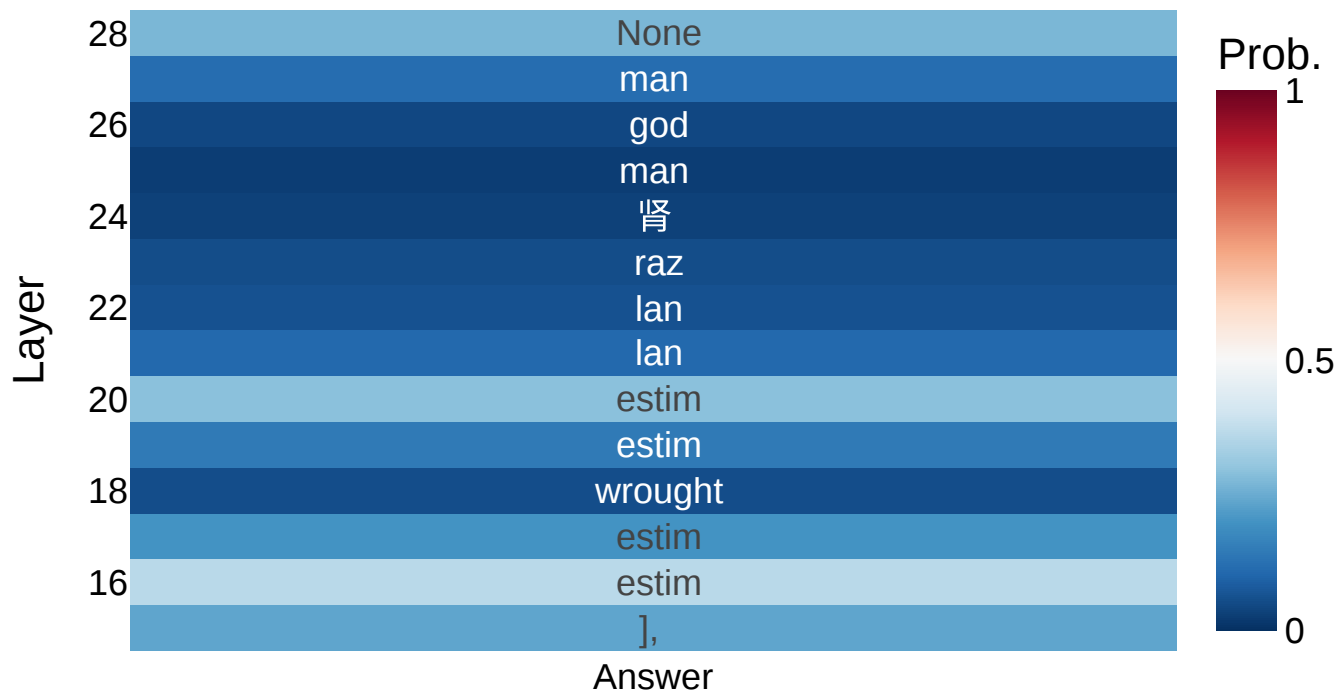 28 None
man
26 god
man
24 肾
raz
22 lan
lan
20 estim
estim
18 wrought
estim
16 estim
],
Answer
Layer
Prob.
1
0.5
0